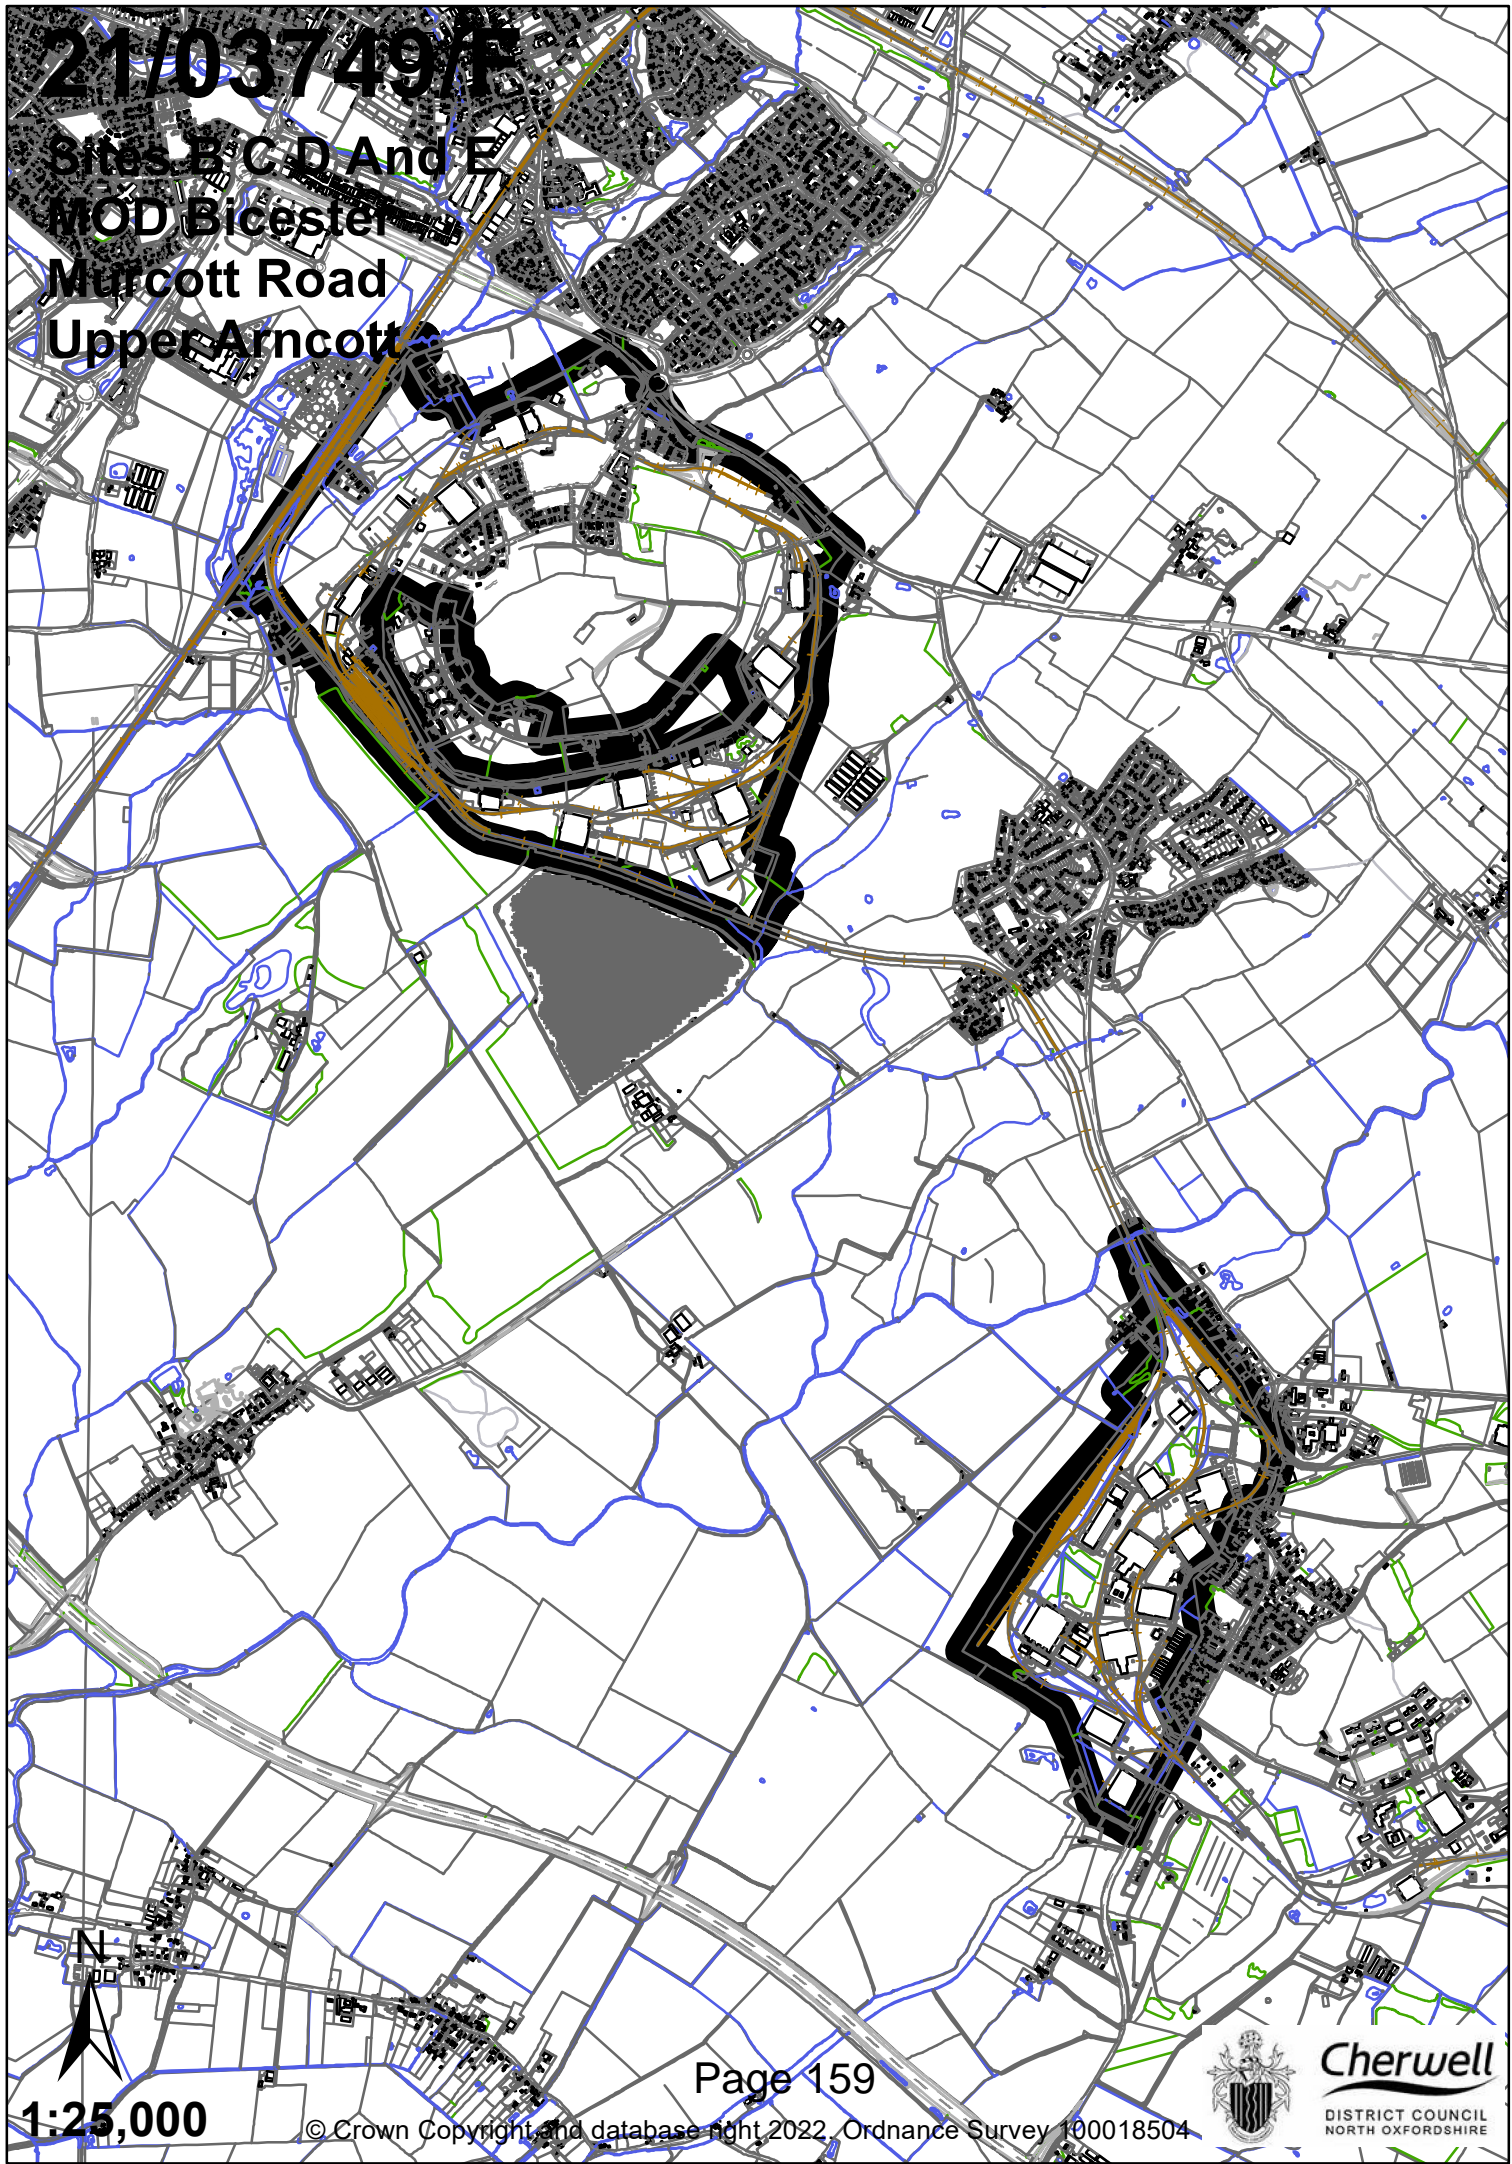 21/03749/F
Sites B C D And E
MOD Bicester
Murcott Road
Upper Arncott
N
1:25,000
Page 159
© Crown Copyright and database right 2022. Ordnance Survey 100018504
Cherwell
DISTRICT COUNCIL
NORTH OXFORDSHIRE